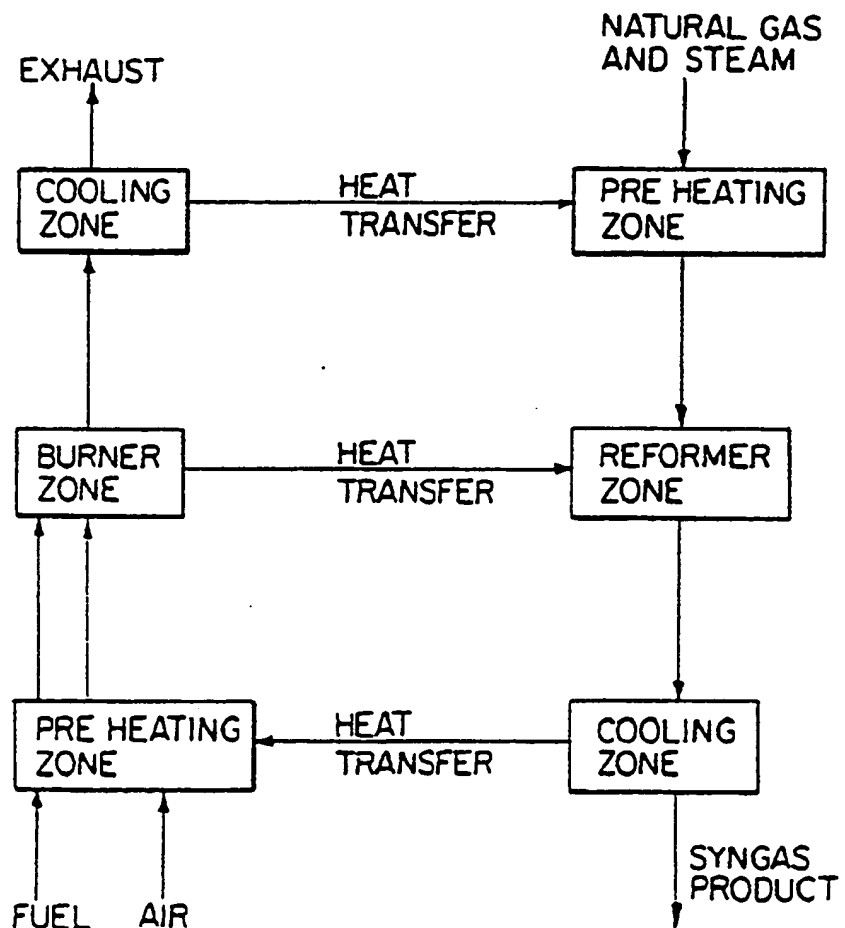 NATURAL GAS
AND STEAM
EXHAUST
COOLING
ZONE
HEAT
TRANSFER
PRE HEATING
ZONE
BURNER
ZONE
HEAT
TRANSFER
REFORMER
ZONE
PRE HEATING
ZONE
HEAT
TRANSFER
COOLING
ZONE
SYNGAS
PRODUCT
FUEL
AIR